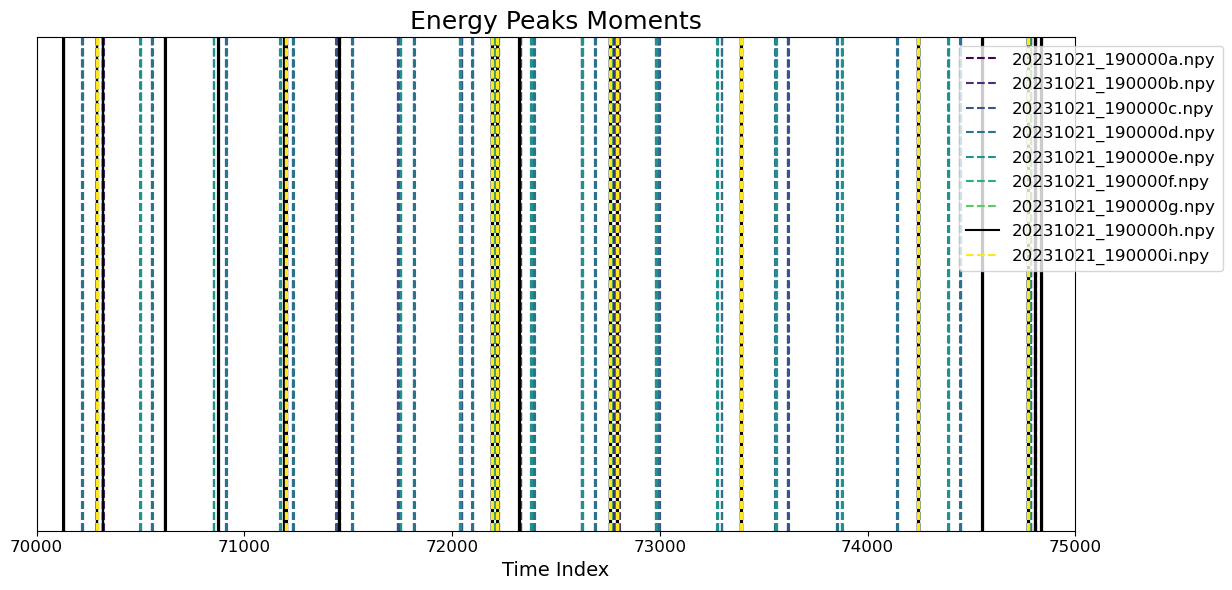 Energy Peaks Moments
20231021_190000a.npy
20231021_190000b.npy
20231021_190000c.npy
20231021_190000d.npy
20231021_190000e.npy
20231021_190000f.npy
20231021_190000g.npy
20231021_190000h.npy
20231021_190000i.npy
70000 71000 72000 73000 74000 75000
Time Index